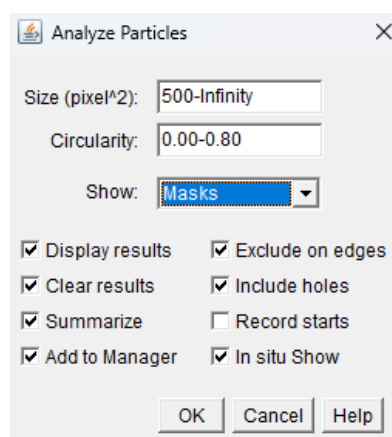 Analyze Particles
Size (pixel^2): 500-Infinity
Circularity: 0.00-0.80
Show: Masks
Display results Exclude on edges
Clear results Include holes
Summarize Record starts
Add to Manager In situ Show
OK Cancel Help